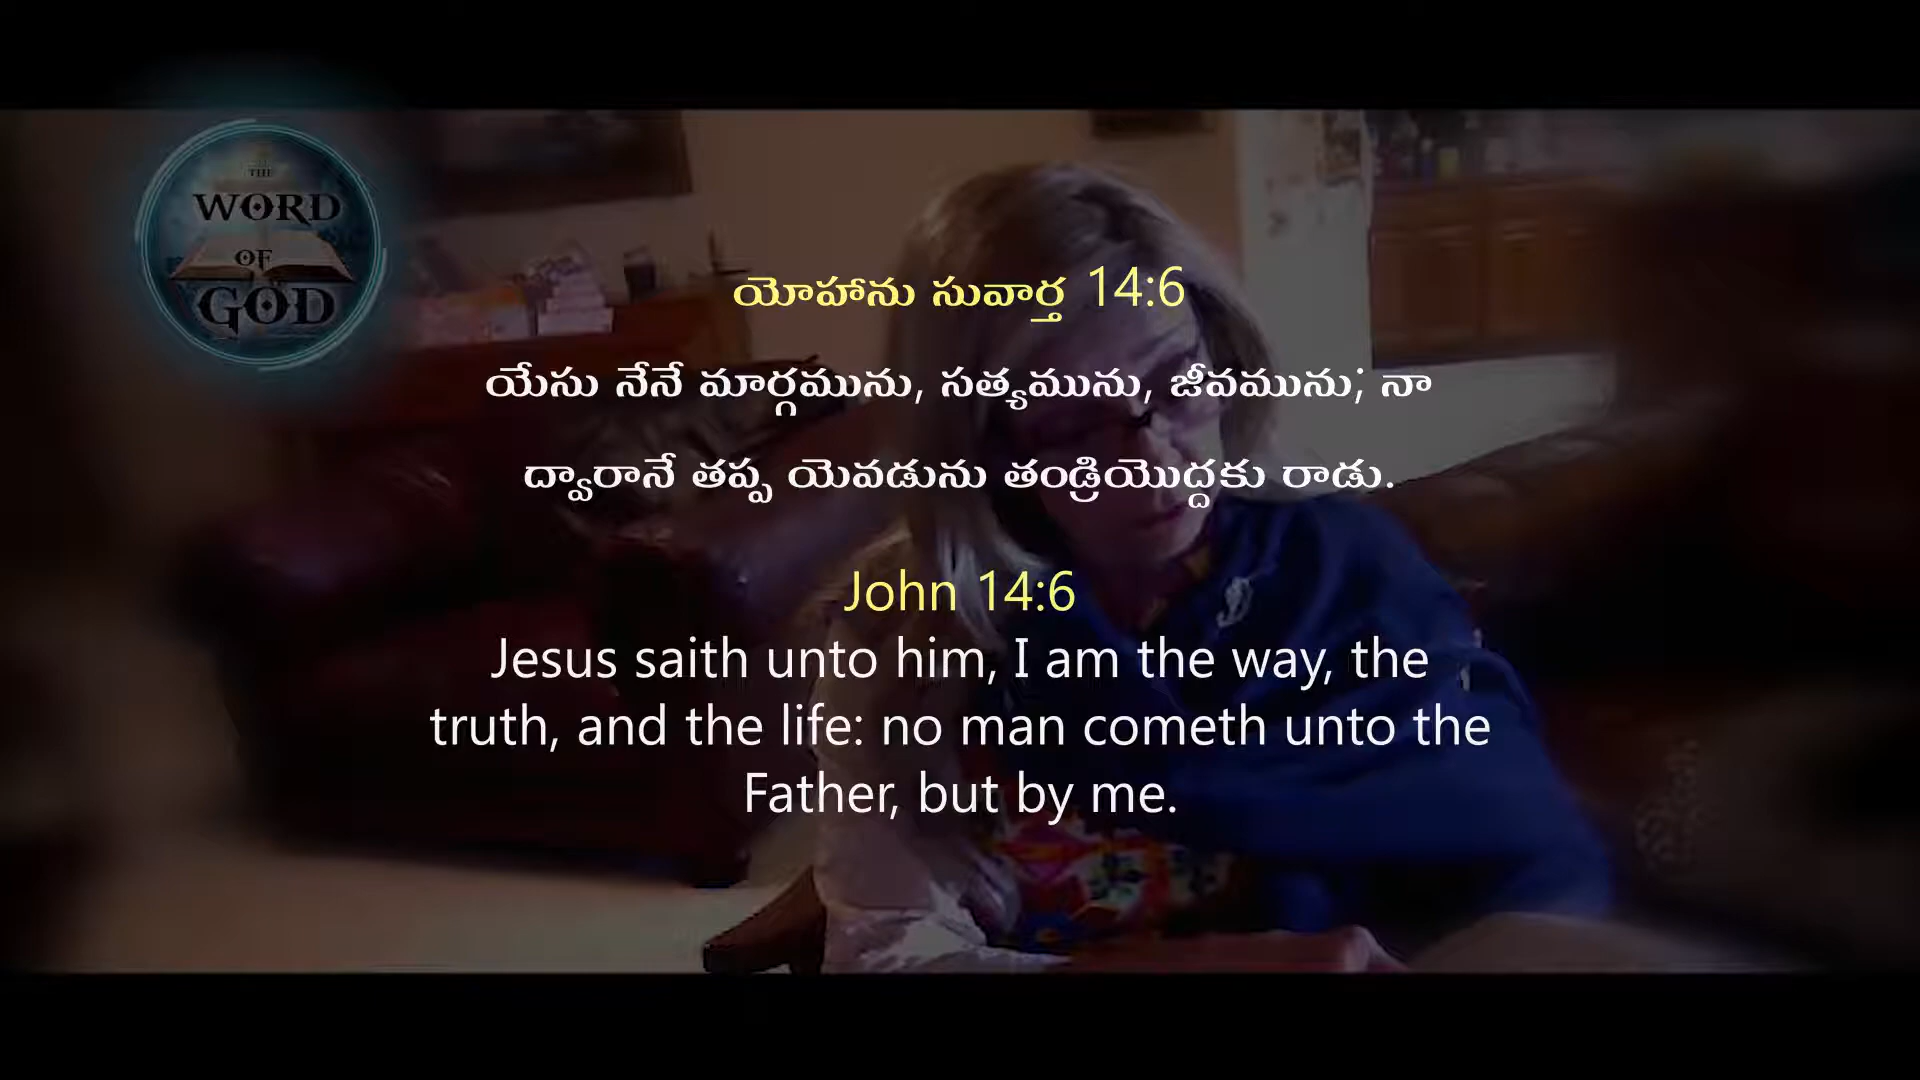 THE
WORD
OF
GOD
యోహాను సువార్త 14:6
యేసు నేనే మార్గమును, సత్యమును, జీవమును; నా
ద్వారానే తప్ప యెవడును తండ్రియొద్దకు రాడు.
John 14:6
Jesus saith unto him, I am the way, the
truth, and the life: no man cometh unto the
Father, but by me.